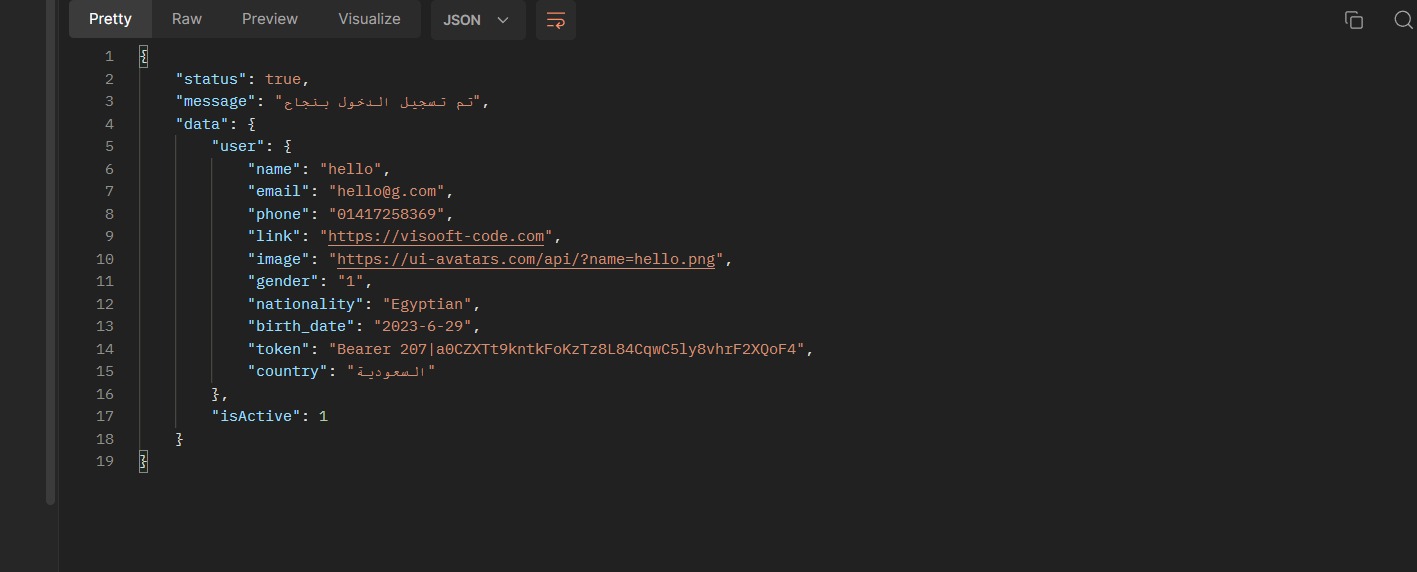 Pretty Raw Preview Visualize JSON
1 {
2 "status": true,
3 "message": "تم تسجيل الدخول بنجاح",
4 "data": {
5 "user": {
6 "name": "hello",
7 "email": "hello@g.com",
8 "phone": "01417258369",
9 "link": "https://visooft-code.com",
10 "image": "https://ui-avatars.com/api/?name=hello.png",
11 "gender": "1",
12 "nationality": "Egyptian",
13 "birth_date": "2023-6-29",
14 "token": "Bearer 207|a0CZXTt9kntkFoKzTz8L84CqwC5ly8vhrF2XQoF4",
15 "country": "السعودية"
16 },
17 "isActive": 1
18 }
19 }